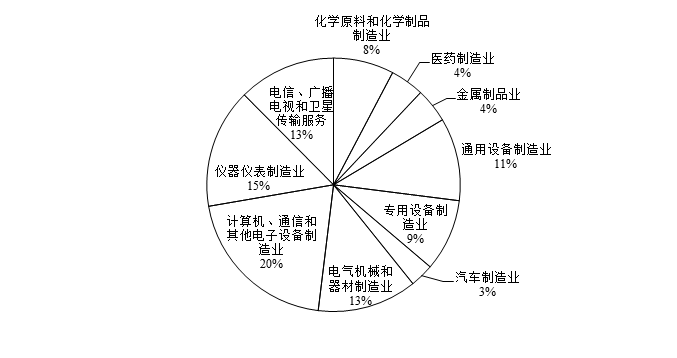 化学原料和化学制品
制造业
8%
医药制造业
4%
金属制品业
4%
通用设备制造业
11%
专用设备制
造业
9%
汽车制造业
3%
电气机械和
器材制造业
13%
计算机、通信和
其他电子设备制
造业
20%
仪器仪表制造业
15%
电信、广播
电视和卫星
传输服务
13%